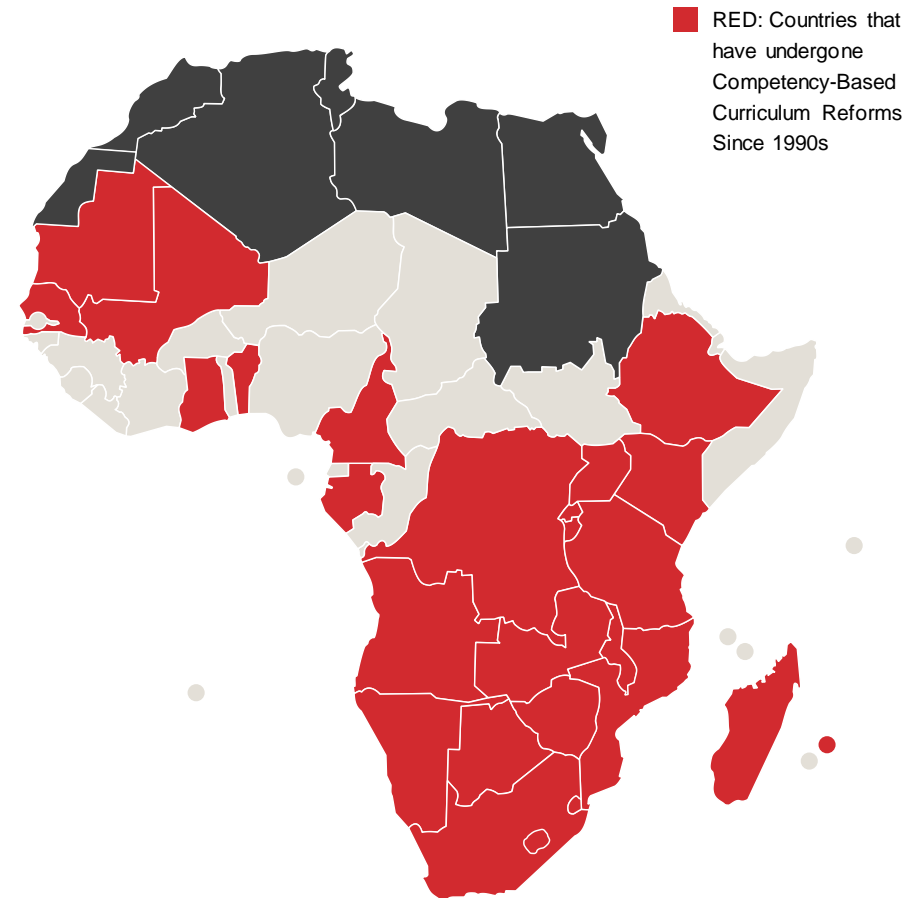 RED: Countries that
have undergone
Competency-Based
Curriculum Reforms
Since 1990s